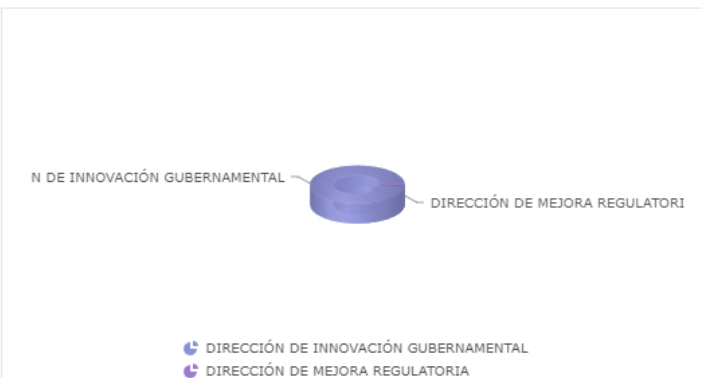 N DE INNOVACIÓN GUBERNAMENTAL
DIRECCIÓN DE MEJORA REGULATORI
DIRECCIÓN DE INNOVACIÓN GUBERNAMENTAL
DIRECCIÓN DE MEJORA REGULATORIA